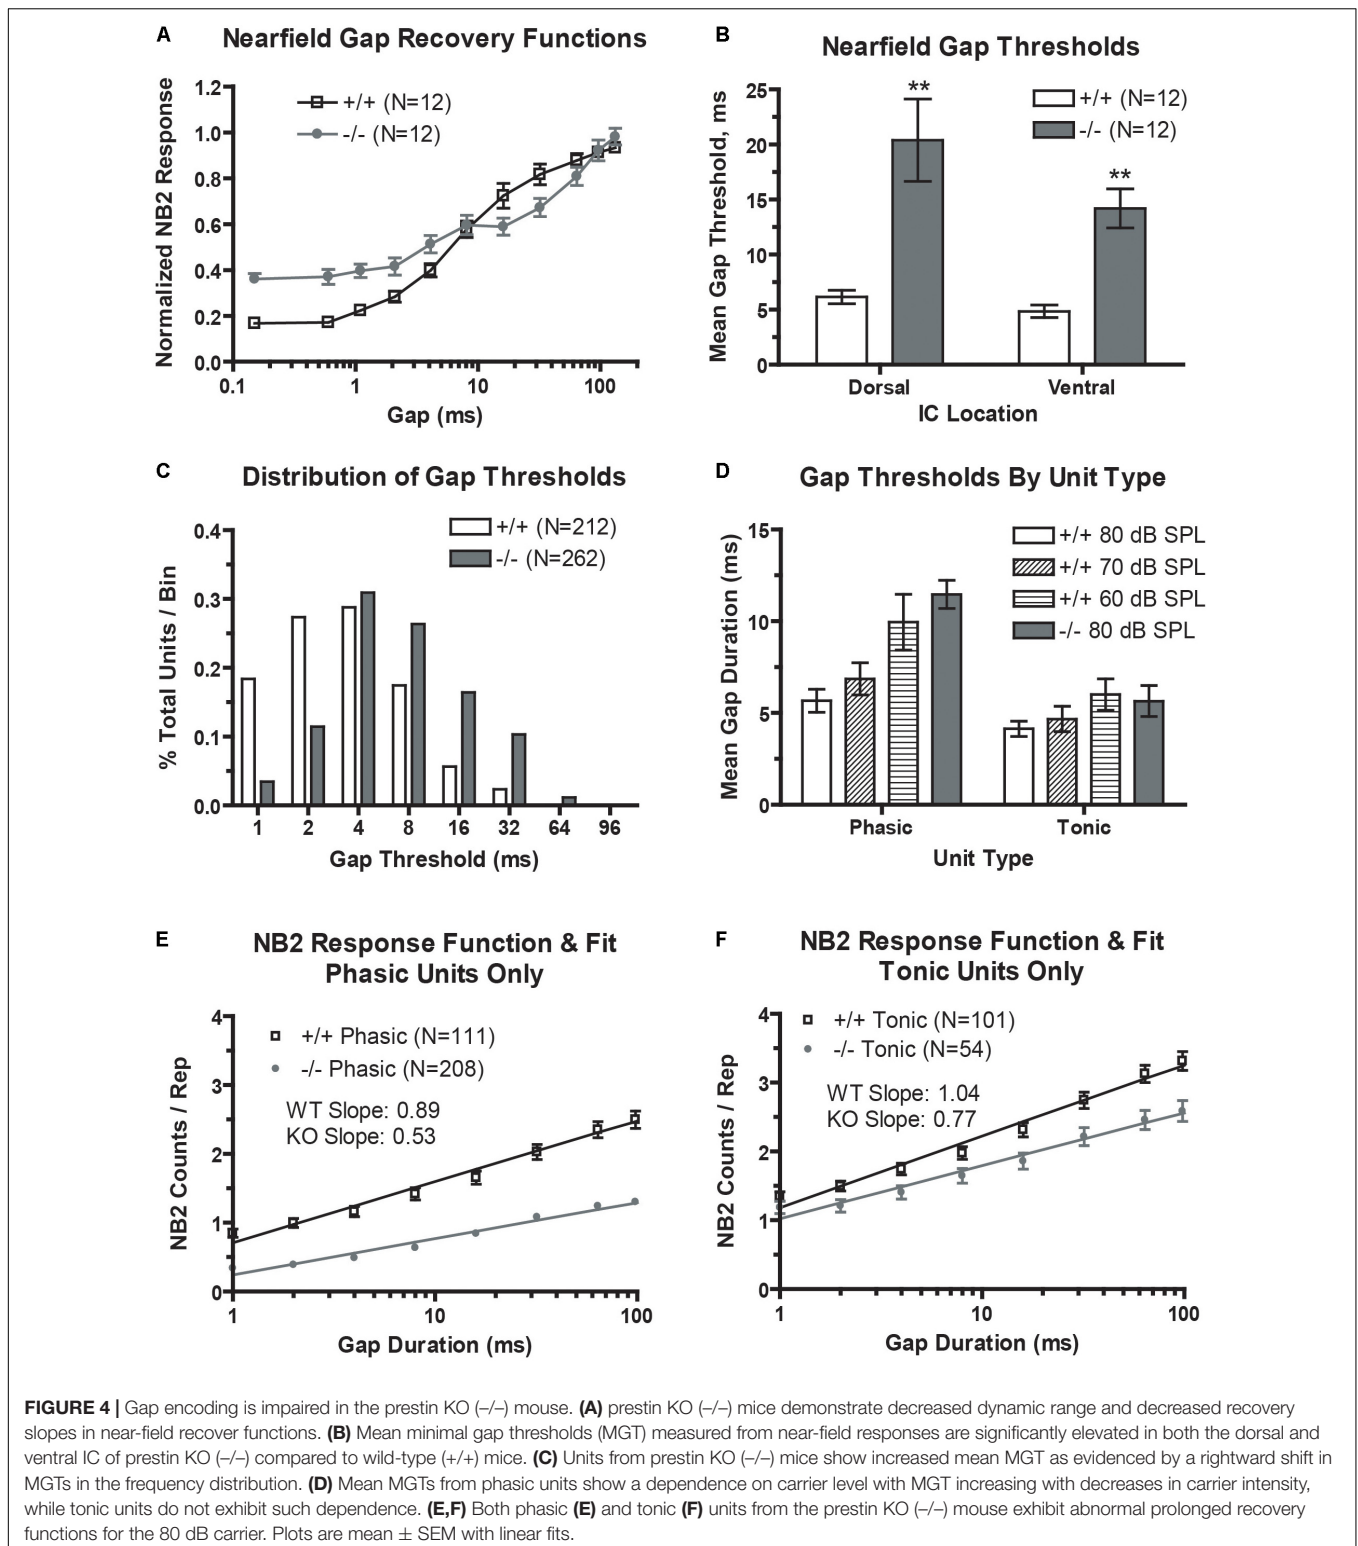 A
Nearfield Gap Recovery Functions
Normalized NB2 Response
1.2
1.0
0.8
0.6
0.4
0.2
0.0
+/+ (N=12)
-/- (N=12)
0.1 1 10 100
Gap (ms)
B
Nearfield Gap Thresholds
Mean Gap Threshold, ms
25
20
15
10
5
0
**
**
+/+ (N=12)
-/- (N=12)
Dorsal Ventral
IC Location
C
Distribution of Gap Thresholds
% Total Units / Bin
0.4
0.3
0.2
0.1
0.0
+/+ (N=212)
-/- (N=262)
1 2 4 8 16 32 64 96
Gap Threshold (ms)
D
Gap Thresholds By Unit Type
Mean Gap Duration (ms)
15
10
5
0
+/+ 80 dB SPL
+/+ 70 dB SPL
+/+ 60 dB SPL
-/- 80 dB SPL
Phasic Tonic
Unit Type
E
NB2 Response Function & Fit
Phasic Units Only
NB2 Counts / Rep
4
3
2
1
0
+/+ Phasic (N=111)
-/- Phasic (N=208)
WT Slope: 0.89
KO Slope: 0.53
1 10 100
Gap Duration (ms)
F
NB2 Response Function & Fit
Tonic Units Only
NB2 Counts / Rep
4
3
2
1
0
+/+ Tonic (N=101)
-/- Tonic (N=54)
WT Slope: 1.04
KO Slope: 0.77
1 10 100
Gap Duration (ms)
FIGURE 4 | Gap encoding is impaired in the prestin KO (–/–) mouse. (A) prestin KO (–/–) mice demonstrate decreased dynamic range and decreased recovery
slopes in near-field recover functions. (B) Mean minimal gap thresholds (MGT) measured from near-field responses are significantly elevated in both the dorsal and
ventral IC of prestin KO (–/–) compared to wild-type (+/+) mice. (C) Units from prestin KO (–/–) mice show increased mean MGT as evidenced by a rightward shift in
MGTs in the frequency distribution. (D) Mean MGTs from phasic units show a dependence on carrier level with MGT increasing with decreases in carrier intensity,
while tonic units do not exhibit such dependence. (E,F) Both phasic (E) and tonic (F) units from the prestin KO (–/–) mouse exhibit abnormal prolonged recovery
functions for the 80 dB carrier. Plots are mean ± SEM with linear fits.